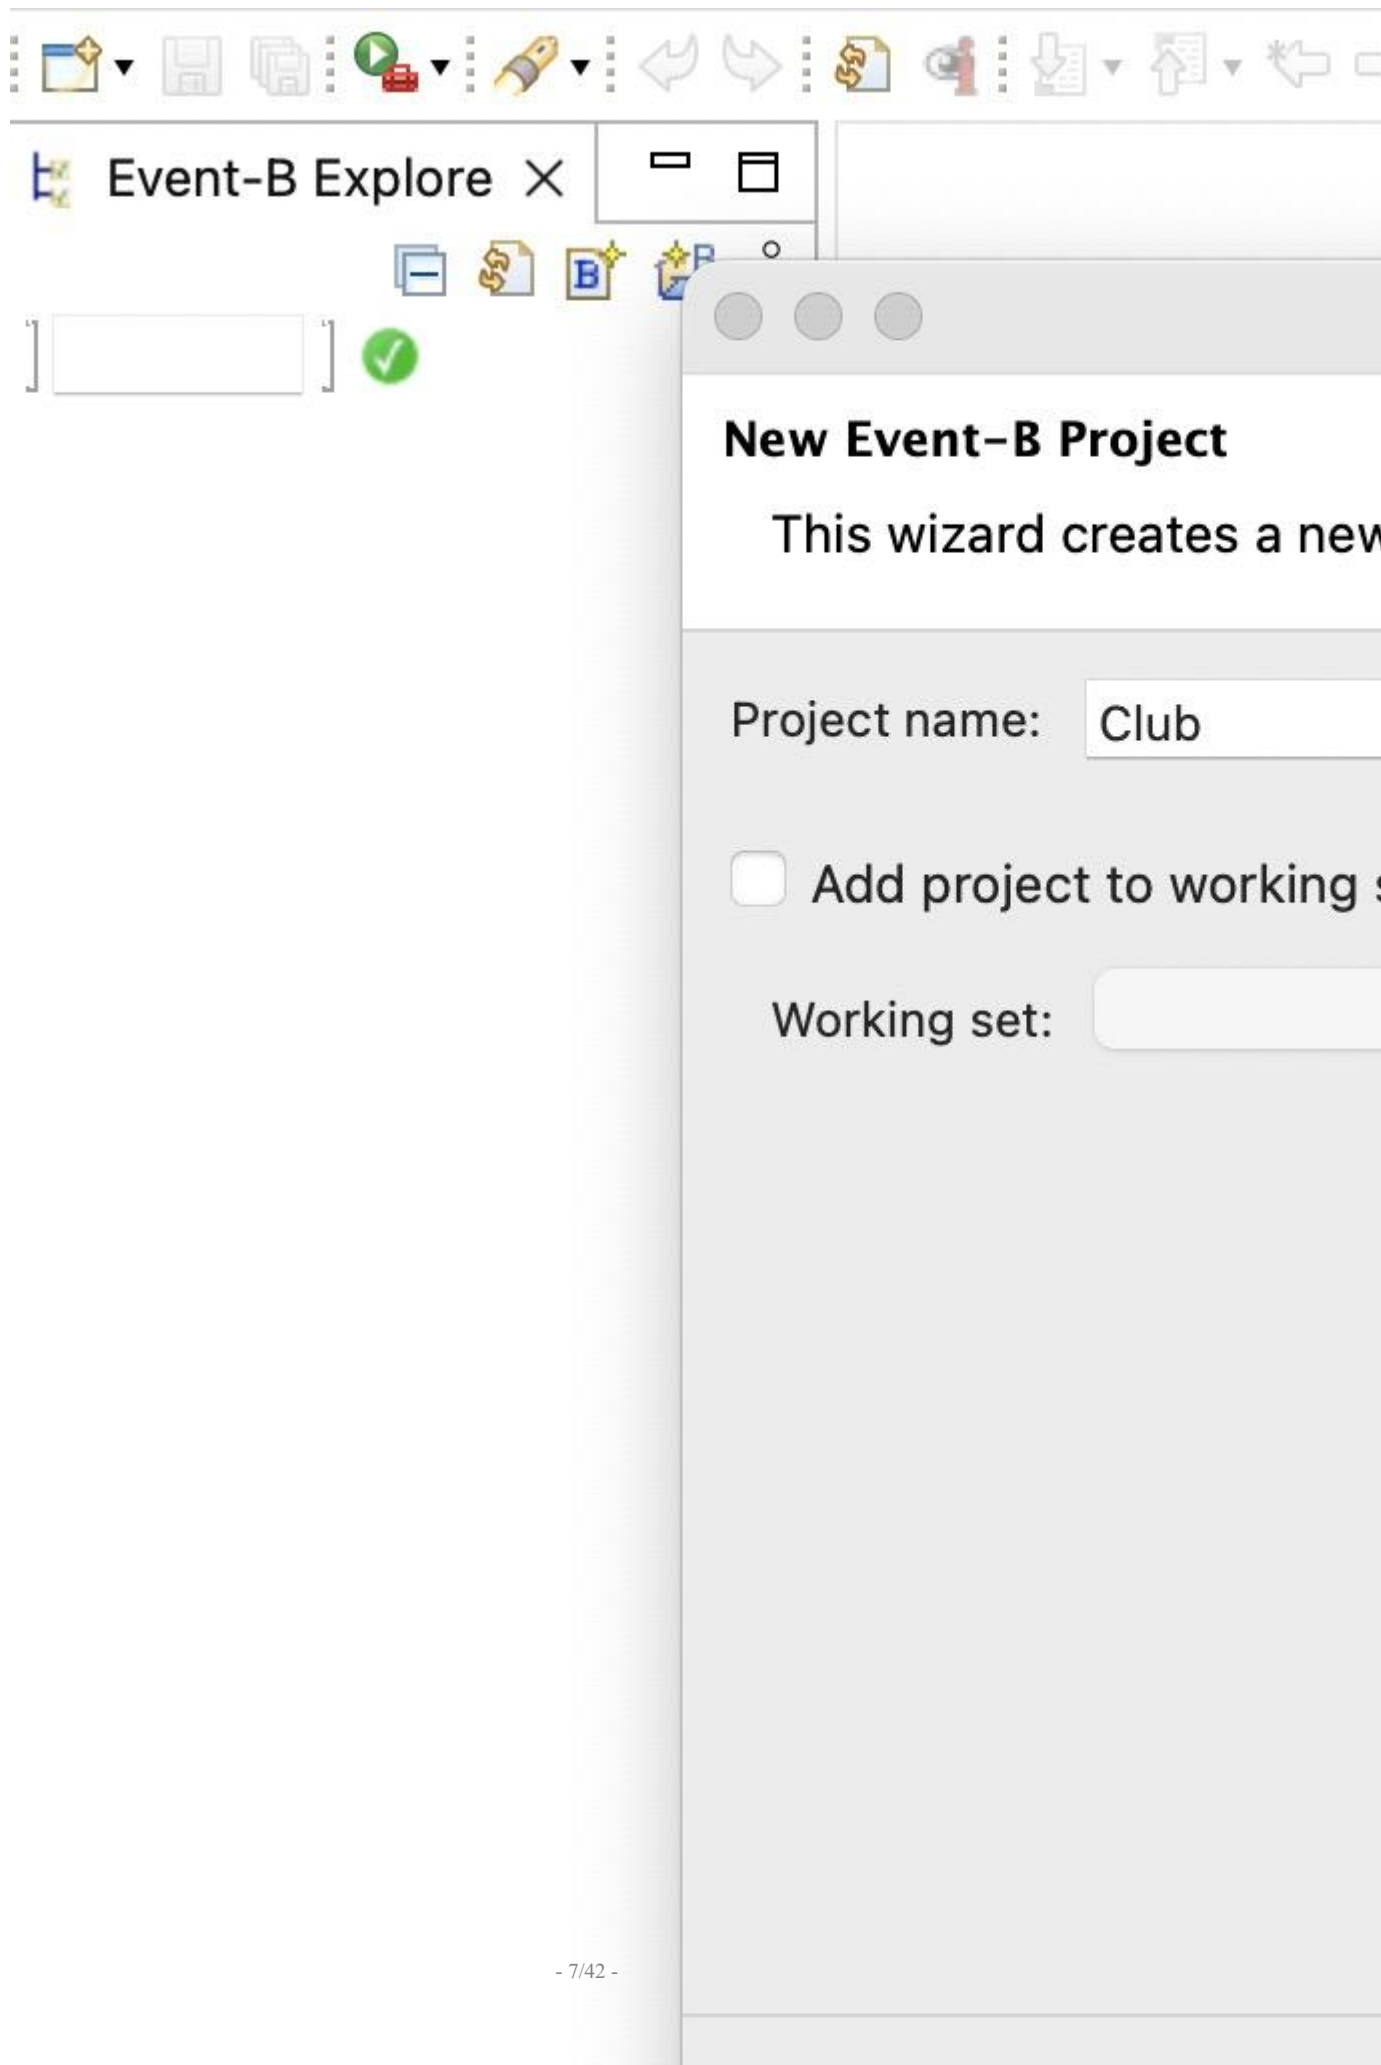 Event-B Explore
New Event-B Project
This wizard creates a new
Project name: Club
Add project to working
Working set:
- 7/42 -